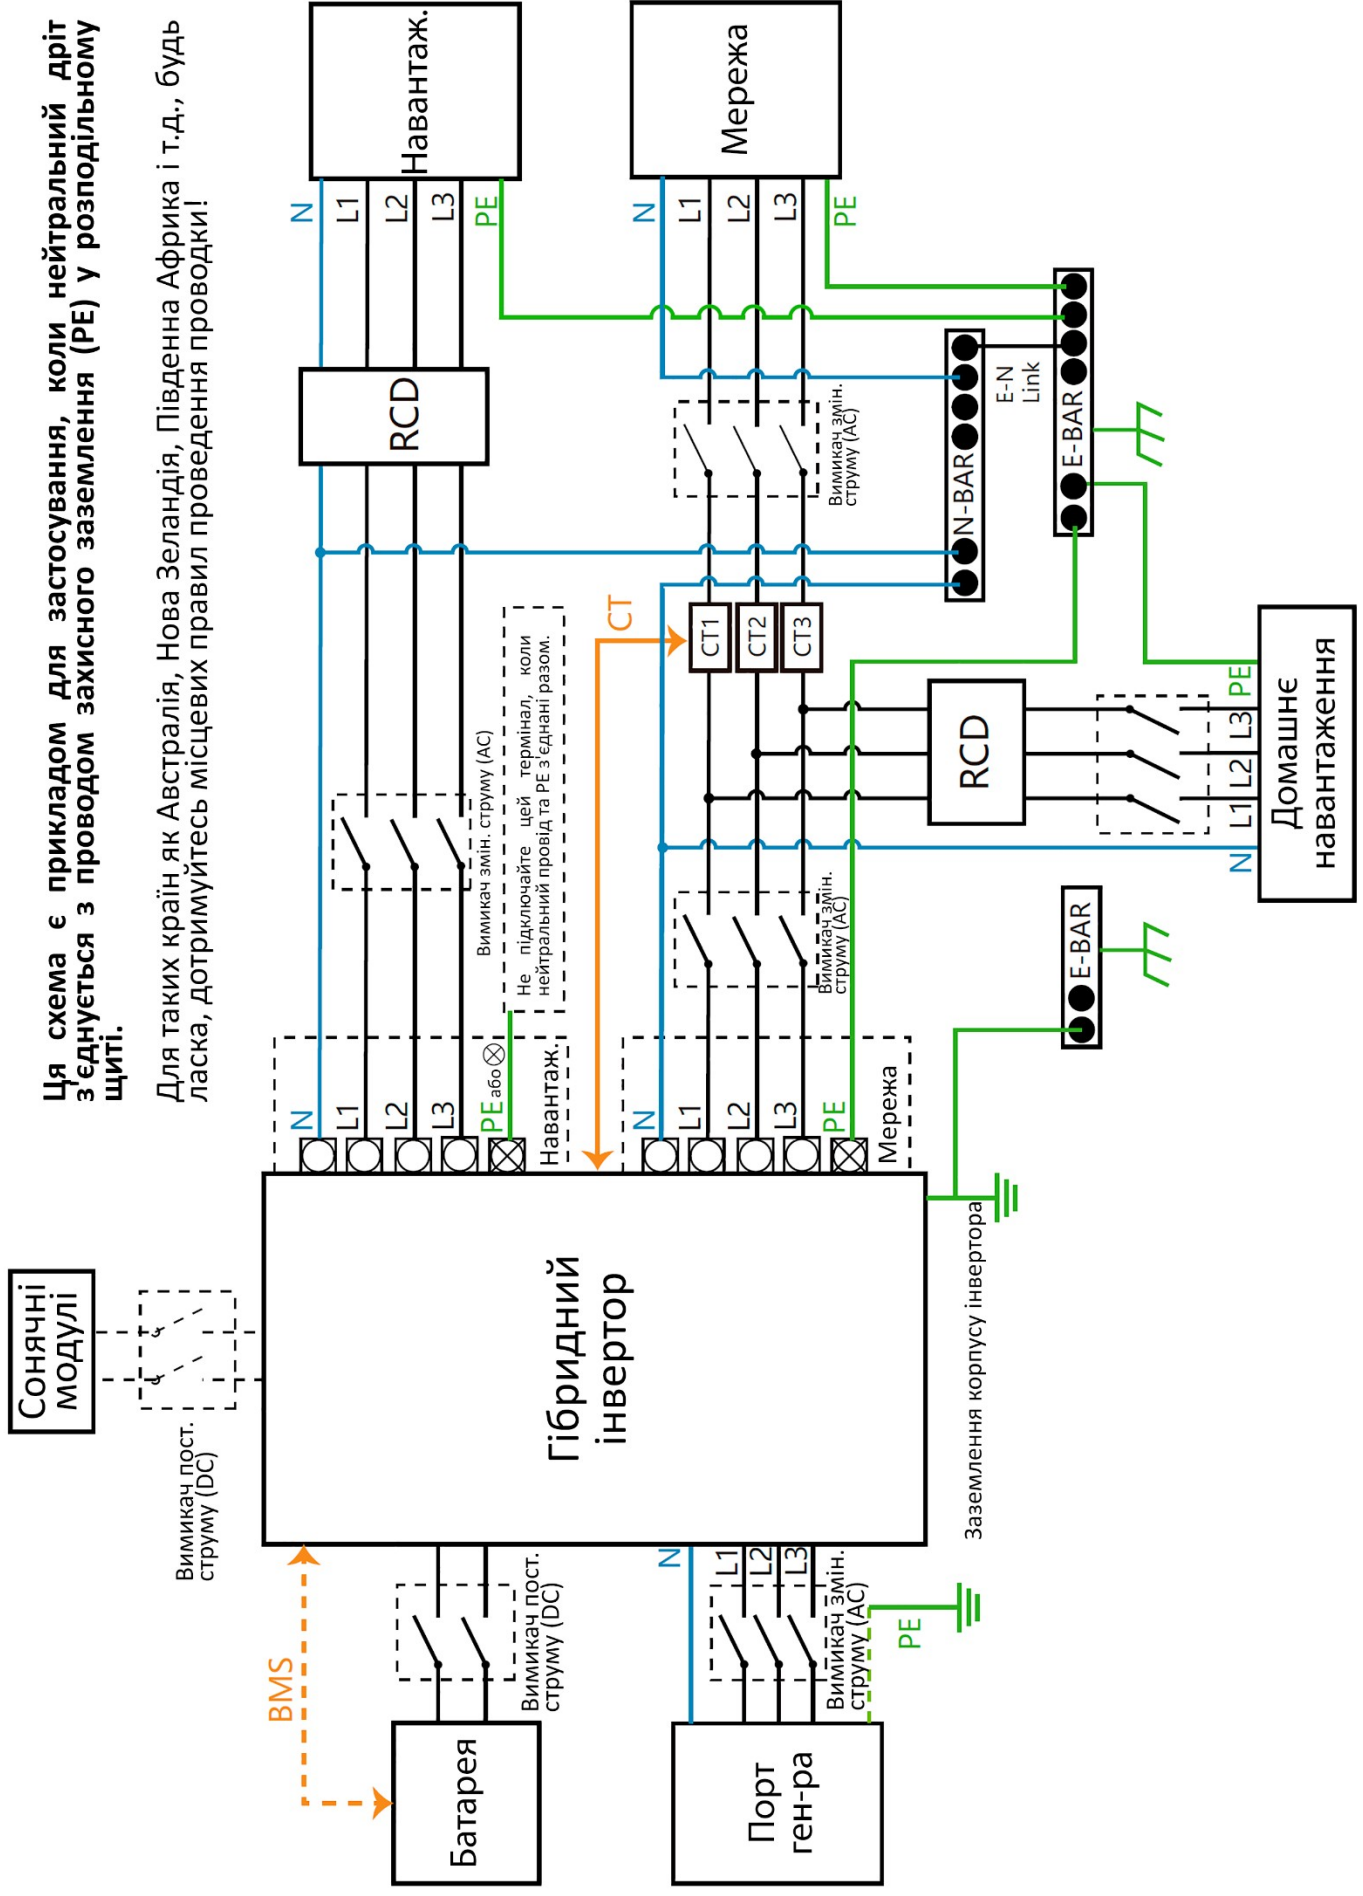 Ця схема є прикладом для застосування, коли нейтральний дріт
з'єднується з проводом захисного заземлення (PE) у розподільному
щиті.
Для таких країн як Австралія, Нова Зеландія, Південна Африка і т.д., будь
ласка, дотримуйтесь місцевих правил проведення проводки!
Сонячні
модулі
Вимикач пост.
струму (DC)
BMS
Батарея
Вимикач пост.
струму (DC)
Порт
ген-ра
N
L1
L2
L3
Вимикач змін.
струму (AC)
PE
Гібридний
інвертор
Заземлення корпусу інвертора
N
L1
L2
L3
PE або
Навантаж.
Вимикач змін. струму (AC)
Не підключайте цей термінал, коли
нейтральний провід та PE з'єднані разом.
RCD
N
L1
L2
L3
PE
Навантаж.
CT
N
L1
L2
L3
PE
Мережа
Вимикач змін.
струму (AC)
CT1
CT2
CT3
Вимикач змін.
струму (AC)
N
L1
L2
L3
PE
Мережа
N-BAR
E-N
Link
E-BAR
RCD
N
L1
L2
L3
PE
Домашнє
навантаження
E-BAR